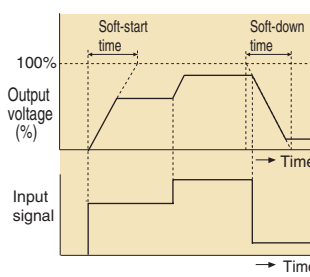 Soft-start
time
Soft-down
time
100%
Output
voltage
(%)
Time
Input
signal
Time